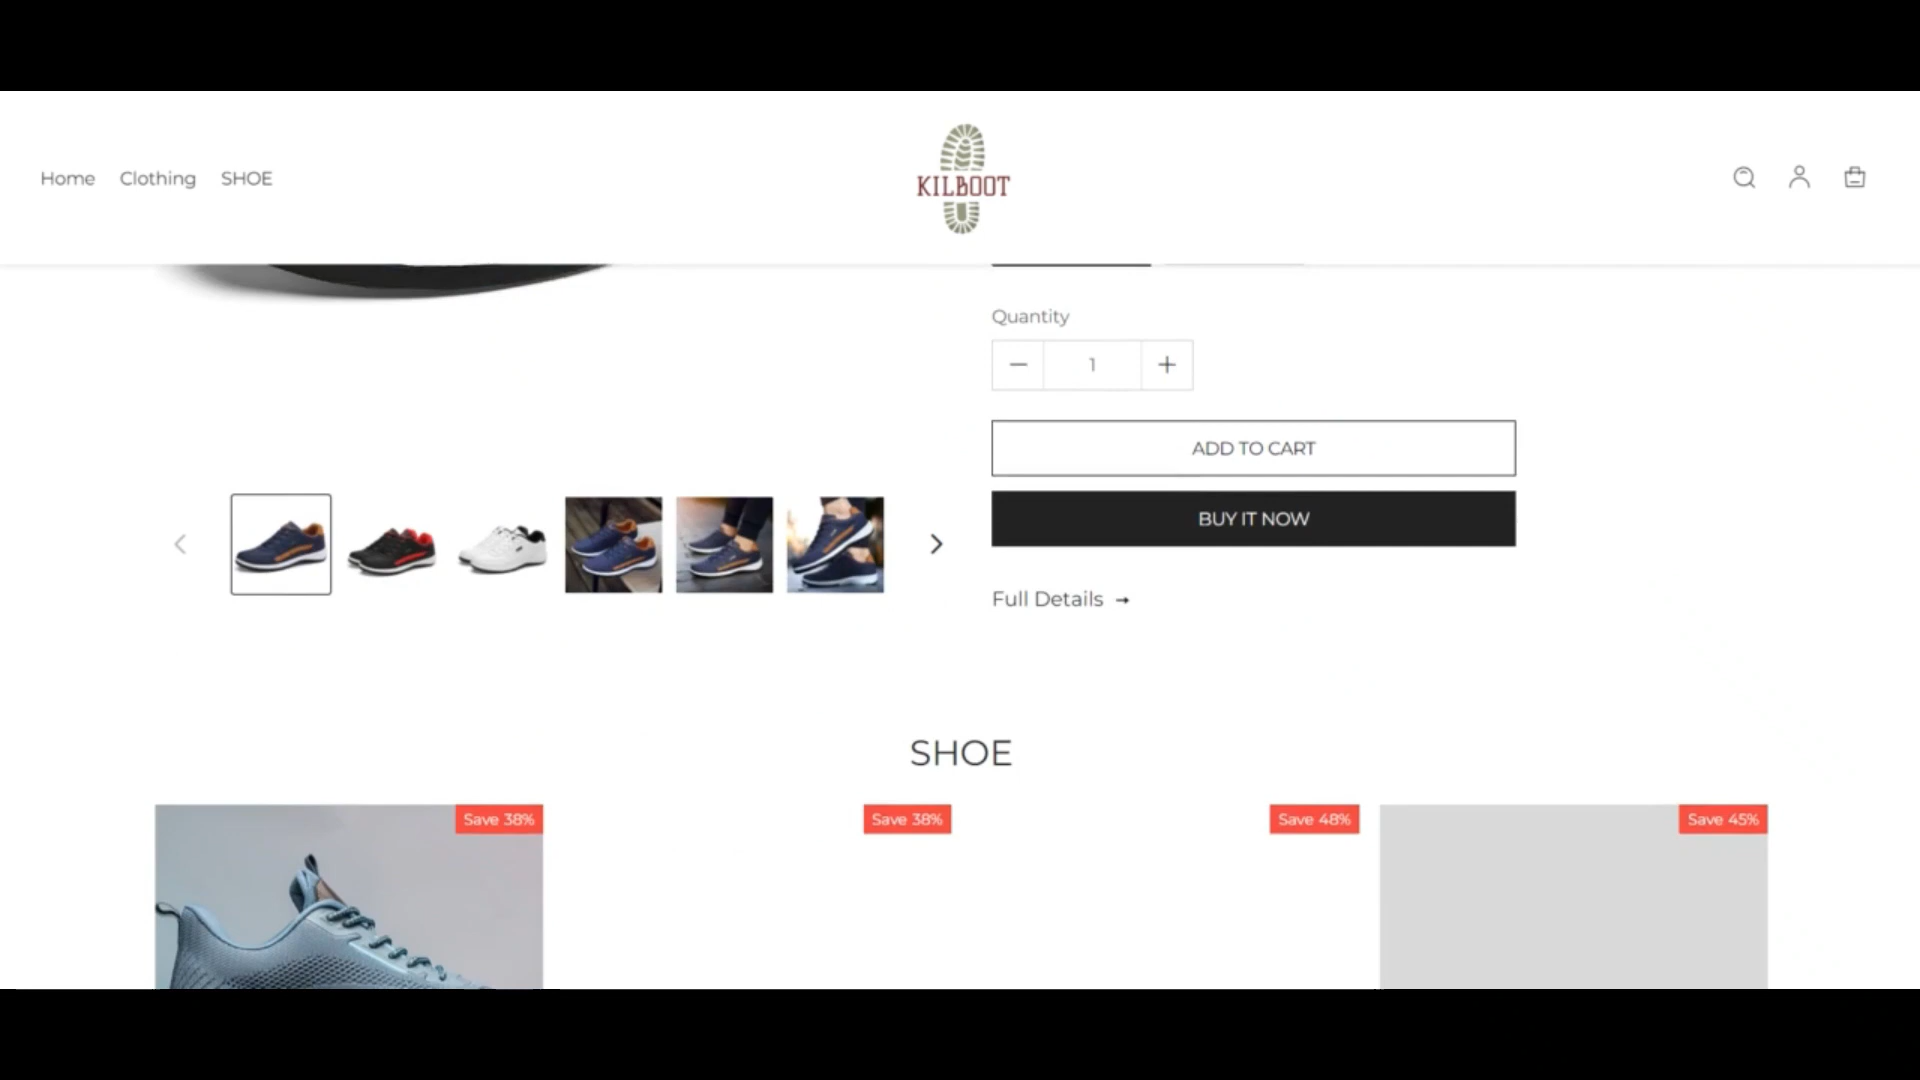 Home Clothing SHOE
KILBOOT
Quantity
1
ADD TO CART
BUY IT NOW
Full Details →
SHOE
Save 38%
Save 38%
Save 48%
Save 45%